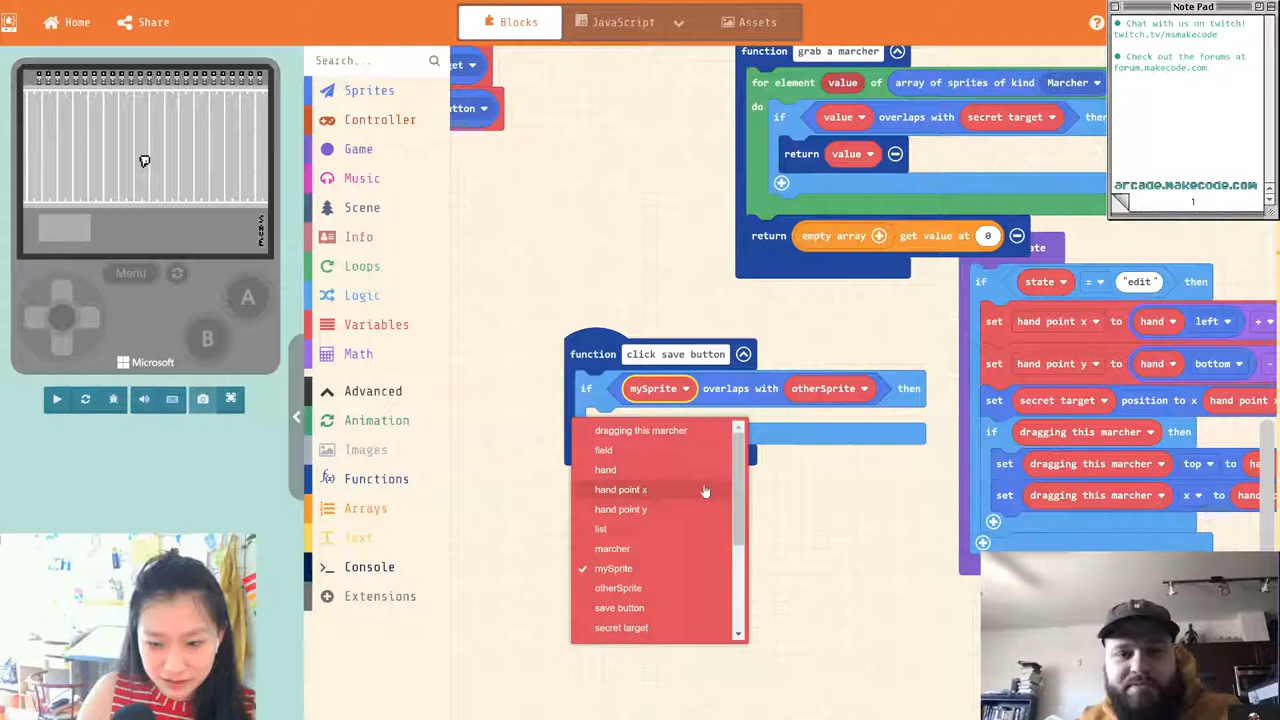 Home
Share
Blocks
JavaScript
Assets
?
Note Pad
Chat with us on twitch!
twitch.tv/msmakecode
Check out the forums at
forum.makecode.com
arcade.makecode.com
1
SAVE
Menu
A
B
Microsoft
Search...
Sprites
Controller
Game
Music
Scene
Info
Loops
Logic
Variables
Math
Advanced
Animation
Images
Functions
Arrays
Text
Console
Extensions
function grab a marcher
for element value of array of sprites of kind Marcher
do
if value overlaps with secret target then
return value
return empty array get value at 0
function click save button
if mySprite overlaps with otherSprite then
dragging this marcher
field
hand
hand point x
hand point y
list
marcher
mySprite
otherSprite
save button
secret target
if state = "edit" then
set hand point x to hand left +
set hand point y to hand bottom -
set secret target position to x hand point x
if dragging this marcher then
set dragging this marcher top to
set dragging this marcher x to